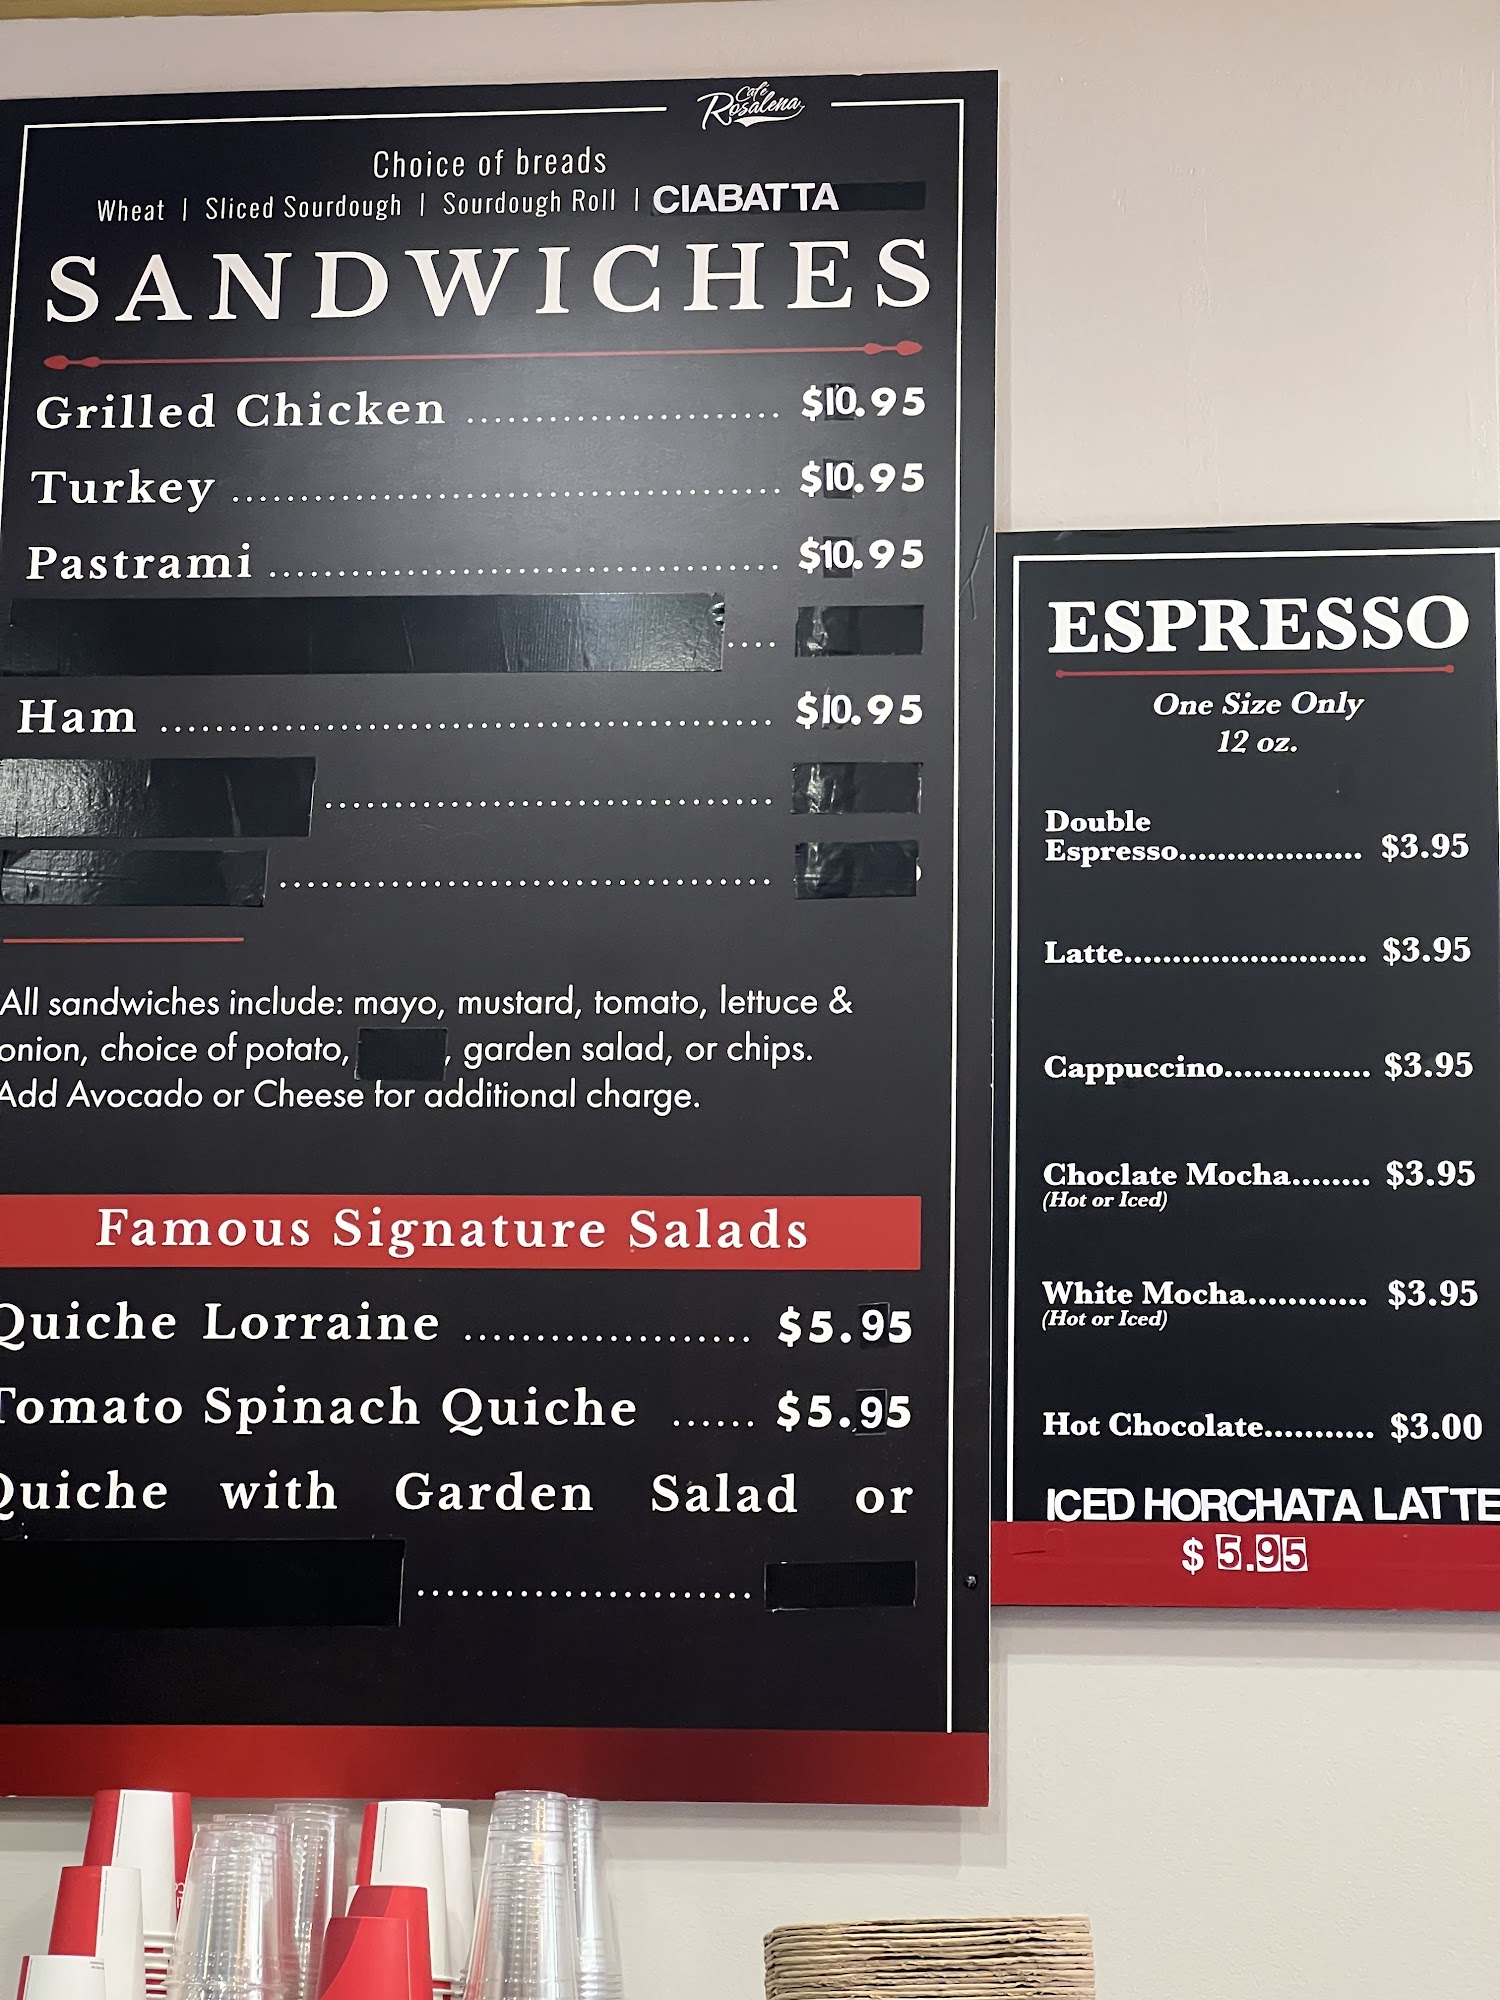 Café
Rosalena
Choice of breads
Wheat | Sliced Sourdough | Sourdough Roll | CIABATTA
SANDWICHES
Grilled Chicken ....................... $10.95
Turkey ........................................ $10.95
Pastrami ..................................... $10.95
....
Ham ............................................. $10.95
.................................
....................................
All sandwiches include: mayo, mustard, tomato, lettuce &
onion, choice of potato, , garden salad, or chips.
Add Avocado or Cheese for additional charge.
Famous Signature Salads
Quiche Lorraine ..................... $5.95
Tomato Spinach Quiche ...... $5.95
Quiche with Garden Salad or
.........................
ESPRESSO
One Size Only
12 oz.
Double
Espresso................... $3.95
Latte......................... $3.95
Cappuccino............... $3.95
Choclate Mocha........ $3.95
(Hot or Iced)
White Mocha............ $3.95
(Hot or Iced)
Hot Chocolate........... $3.00
ICED HORCHATA LATTE
$ 5.95